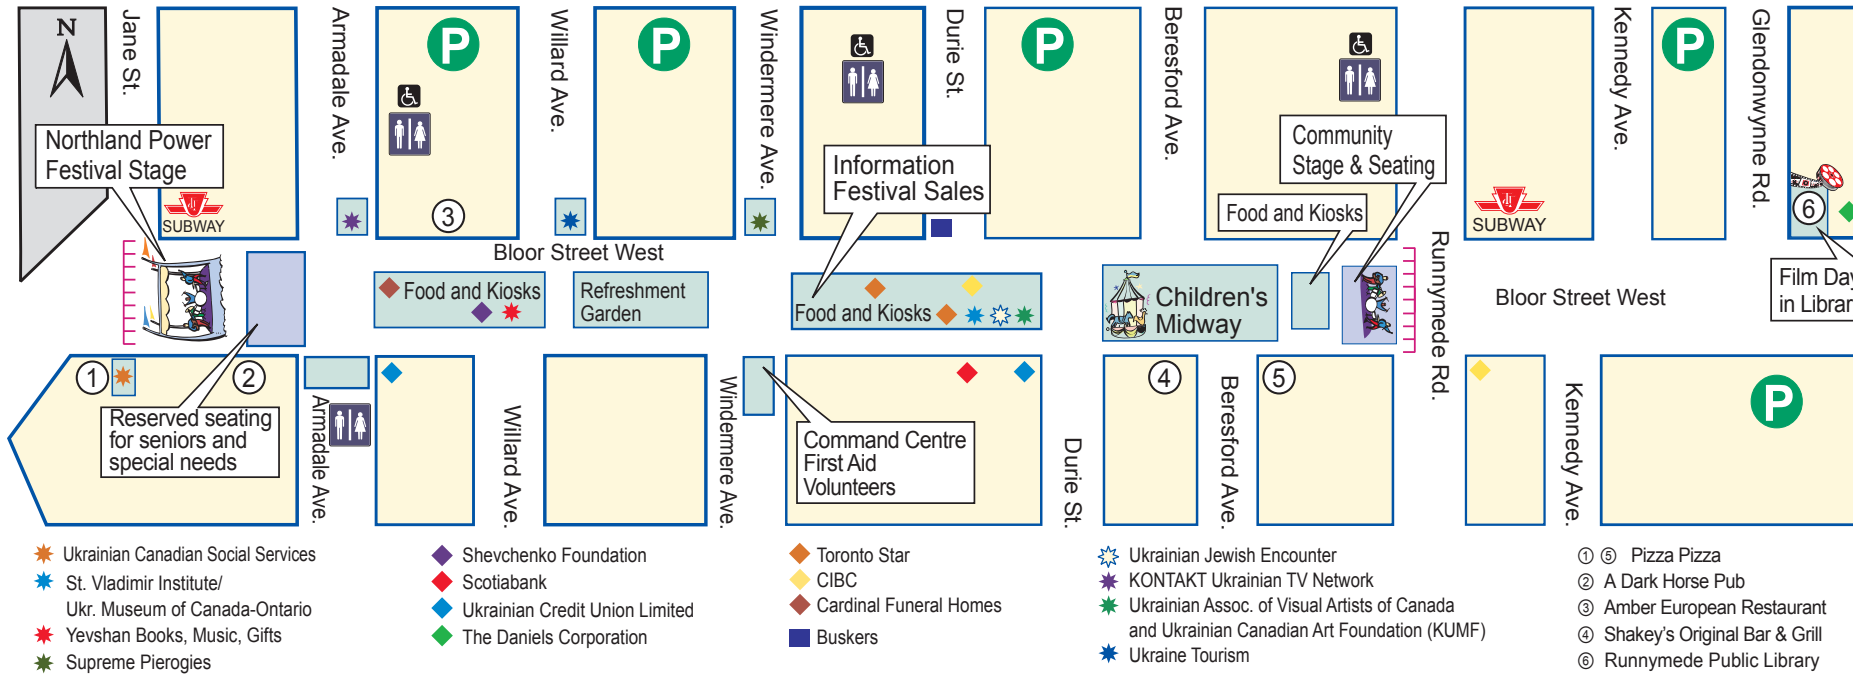 N
Jane St.
Armadale Ave.
P
Willard Ave.
P
Windermere Ave.
Durie St.
P
Beresford Ave.
Kennedy Ave.
P
Glendonwynne Rd.
Northland Power
Festival Stage
SUBWAY
3
Information
Festival Sales
Community
Stage & Seating
Food and Kiosks
SUBWAY
6
Bloor Street West
Food and Kiosks
Refreshment
Garden
Food and Kiosks
Children's
Midway
Runnymede Rd.
Bloor Street West
Film Day
in Librar
1
2
Reserved seating
for seniors and
special needs
Armadale Ave.
Willard Ave.
Windermere Ave.
Command Centre
First Aid
Volunteers
Durie St.
4
Beresford Ave.
5
Kennedy Ave.
P
Ukrainian Canadian Social Services
St. Vladimir Institute/
Ukr. Museum of Canada-Ontario
Yevshan Books, Music, Gifts
Supreme Pierogies
Shevchenko Foundation
Scotiabank
Ukrainian Credit Union Limited
The Daniels Corporation
Toronto Star
CIBC
Cardinal Funeral Homes
Buskers
Ukrainian Jewish Encounter
KONTAKT Ukrainian TV Network
Ukrainian Assoc. of Visual Artists of Canada
and Ukrainian Canadian Art Foundation (KUMF)
Ukraine Tourism
① ⑤ Pizza Pizza
② A Dark Horse Pub
③ Amber European Restaurant
④ Shakey's Original Bar & Grill
⑥ Runnymede Public Library